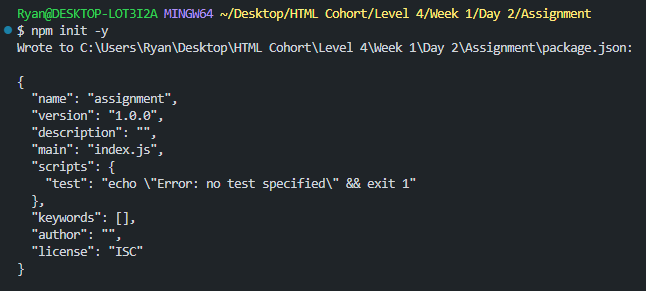 Ryan@DESKTOP-LOT3I2A MINGW64 ~/Desktop/HTML Cohort/Level 4/Week 1/Day 2/Assignment
$ npm init -y
Wrote to C:\Users\Ryan\Desktop\HTML Cohort\Level 4\Week 1\Day 2\Assignment\package.json:

{
  "name": "assignment",
  "version": "1.0.0",
  "description": "",
  "main": "index.js",
  "scripts": {
    "test": "echo \"Error: no test specified\" && exit 1"
  },
  "keywords": [],
  "author": "",
  "license": "ISC"
}